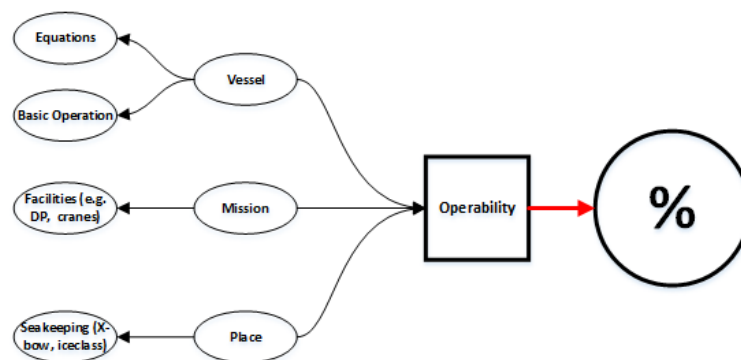 Equations
Vessel
Basic Operation
Facilities (e.g.
DP, cranes)
Mission
Operability
%
Seakeeping (X-
bow, iceclass)
Place